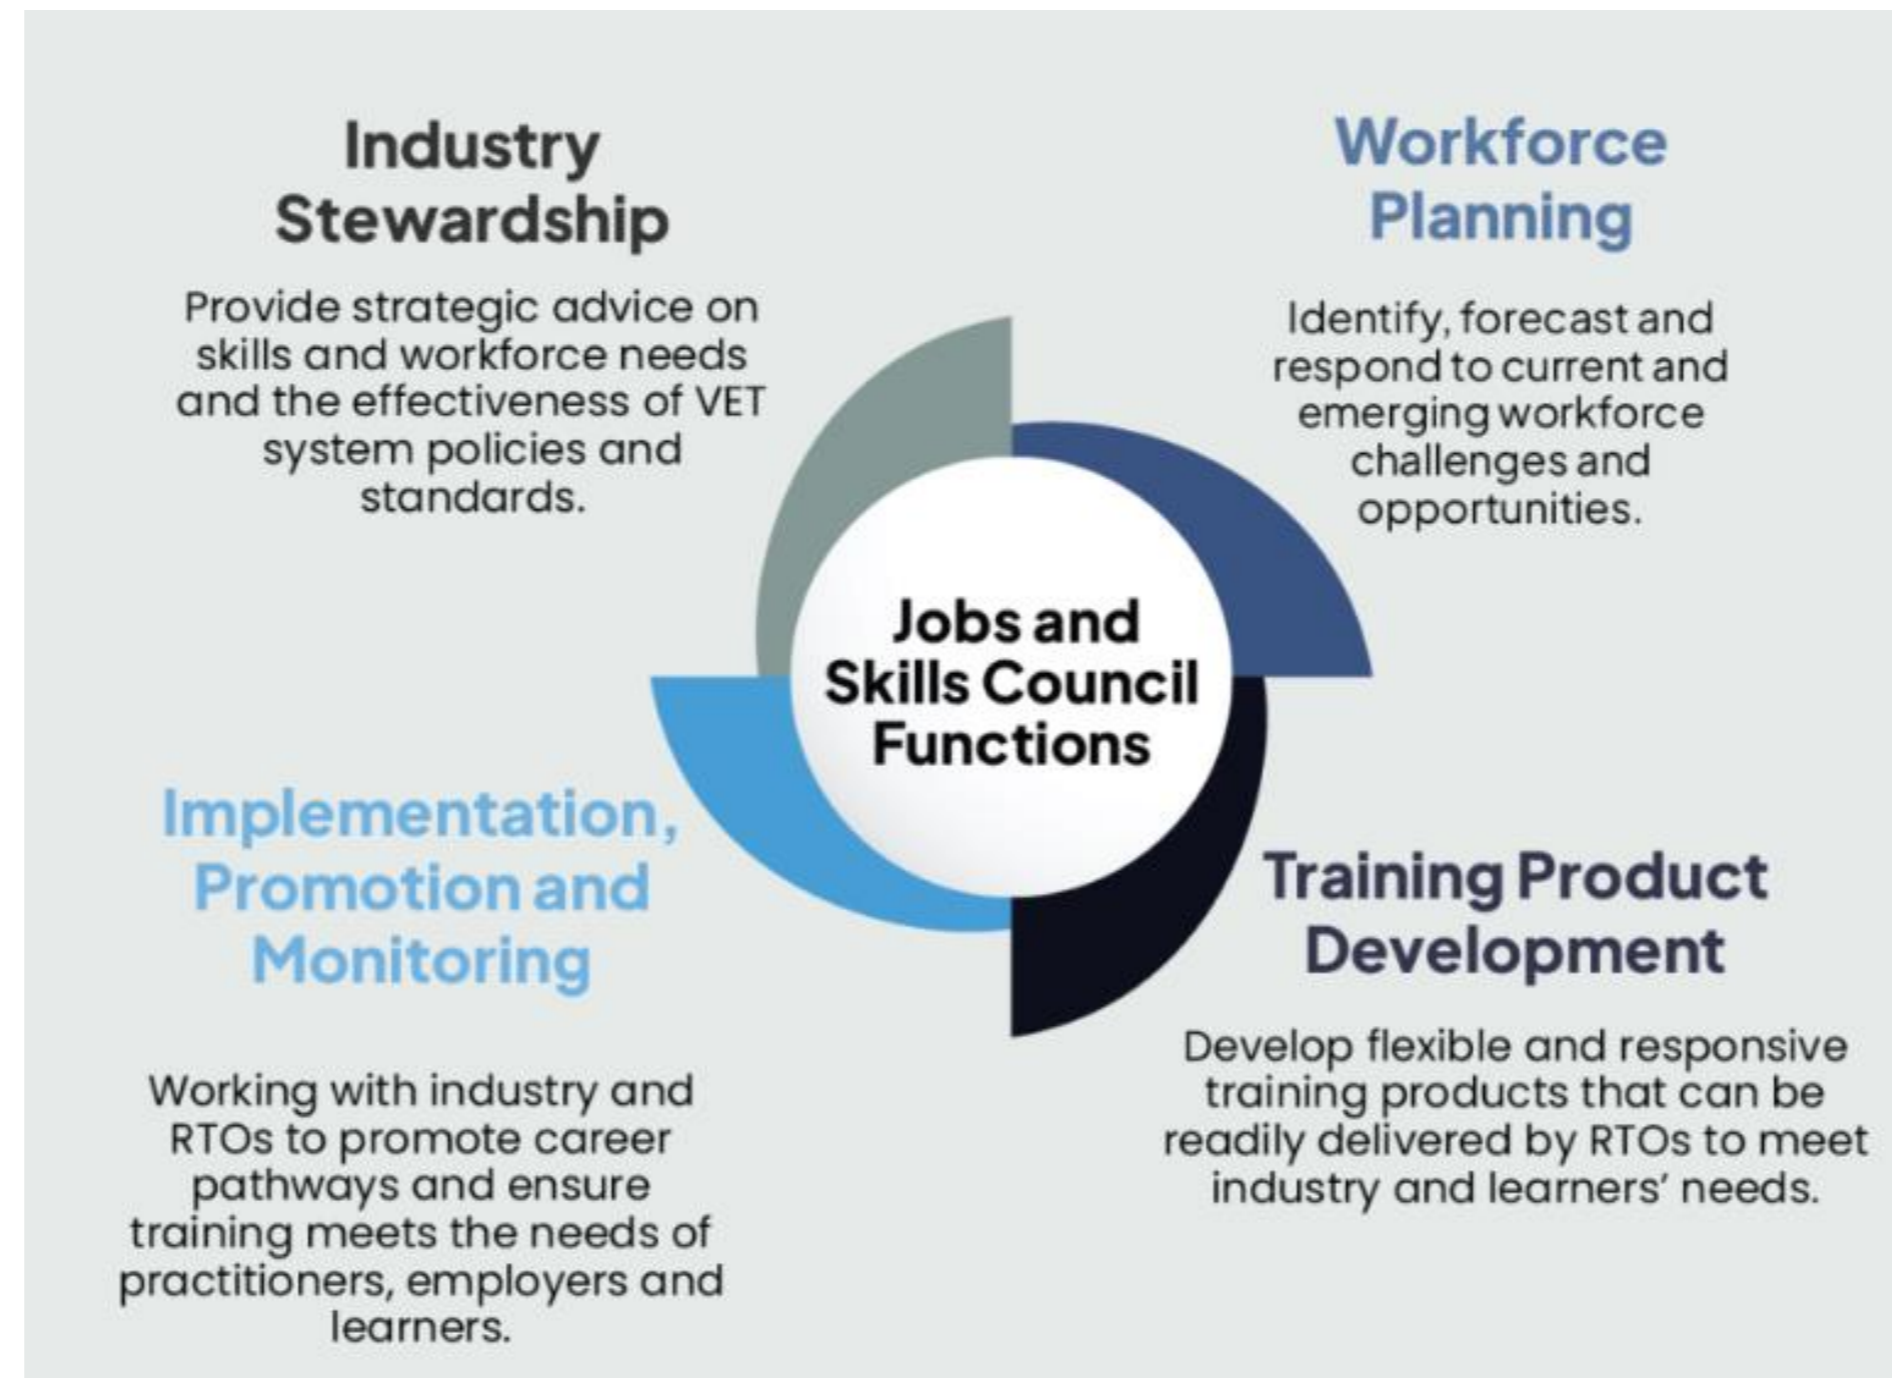 Industry
Stewardship
Provide strategic advice on
skills and workforce needs
and the effectiveness of VET
system policies and
standards.
Workforce
Planning
Identify, forecast and
respond to current and
emerging workforce
challenges and
opportunities.
Jobs and
Skills Council
Functions
Implementation,
Promotion and
Monitoring
Working with industry and
RTOs to promote career
pathways and ensure
training meets the needs of
practitioners, employers and
learners.
Training Product
Development
Develop flexible and responsive
training products that can be
readily delivered by RTOs to meet
industry and learners’ needs.